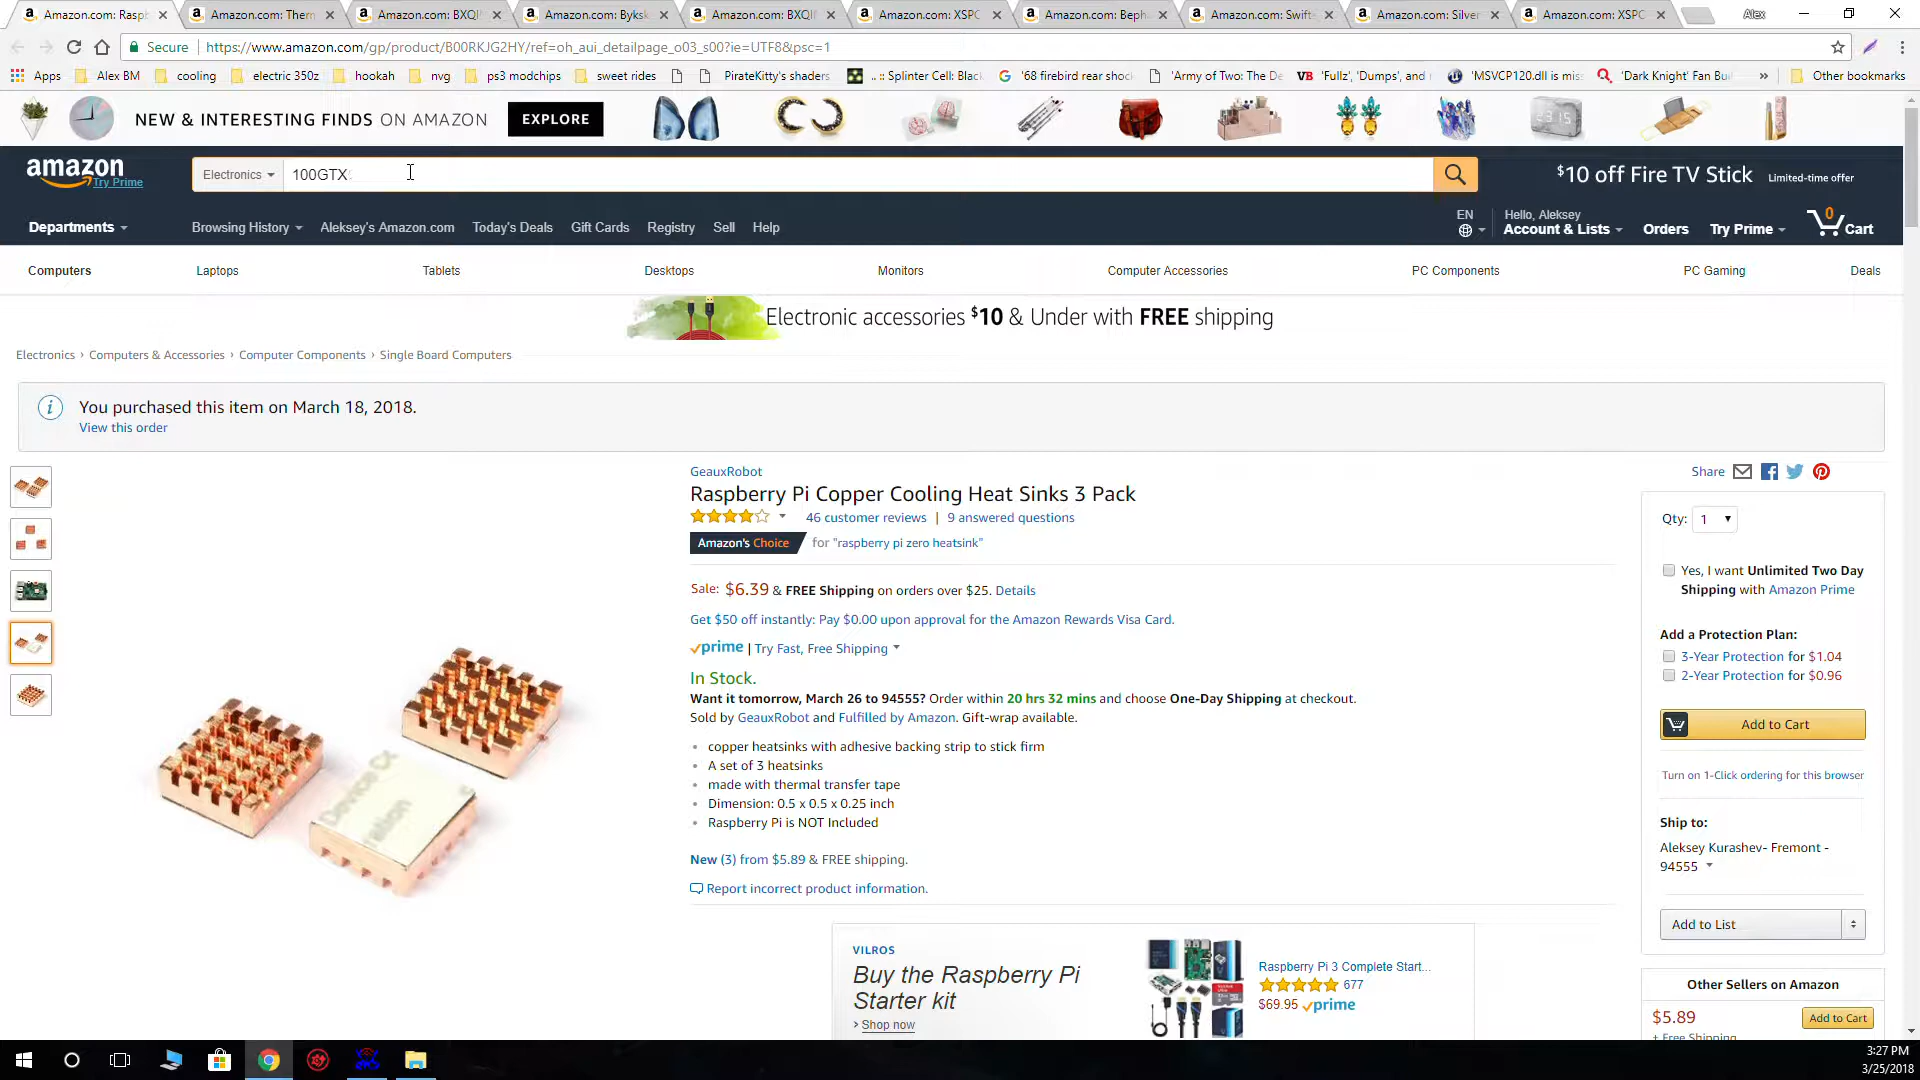 Amazon.com: Raspb
Amazon.com: Therm
Amazon.com: BXQI
Amazon.com: Byksk
Amazon.com: BXQI
Amazon.com: XSPC
Amazon.com: Beph
Amazon.com: Swift
Amazon.com: Silver
Amazon.com: XSPC
Alex
Secure | https://www.amazon.com/gp/product/B00RKJG2HY/ref=oh_aui_detailpage_o03_s00?ie=UTF8&psc=1
Apps Alex BM cooling electric 350z hookah nvg ps3 modchips sweet rides PirateKitty's shaders .:: Splinter Cell: Black '68 firebird rear shoc 'Army of Two: The De VB 'Fullz', 'Dumps', and 'MSVCP120.dll is mis 'Dark Knight' Fan Bu » Other bookmarks
NEW & INTERESTING FINDS ON AMAZON EXPLORE
23:15
amazon
Try Prime
Electronics 100GTX
$10 off Fire TV Stick Limited-time offer
Departments Browsing History Aleksey's Amazon.com Today's Deals Gift Cards Registry Sell Help
EN
Hello, Aleksey
Account & Lists Orders Try Prime 0 Cart
Computers Laptops Tablets Desktops Monitors Computer Accessories PC Components PC Gaming Deals
Electronic accessories $10 & Under with FREE shipping
Electronics › Computers & Accessories › Computer Components › Single Board Computers
You purchased this item on March 18, 2018.
View this order
GeauxRobot
Raspberry Pi Copper Cooling Heat Sinks 3 Pack
46 customer reviews | 9 answered questions
Amazon's Choice for "raspberry pi zero heatsink"
Sale: $6.39 & FREE Shipping on orders over $25. Details
Get $50 off instantly: Pay $0.00 upon approval for the Amazon Rewards Visa Card.
prime | Try Fast, Free Shipping
In Stock.
Want it tomorrow, March 26 to 94555? Order within 20 hrs 32 mins and choose One-Day Shipping at checkout.
Sold by GeauxRobot and Fulfilled by Amazon. Gift-wrap available.
• copper heatsinks with adhesive backing strip to stick firm
• A set of 3 heatsinks
• made with thermal transfer tape
• Dimension: 0.5 x 0.5 x 0.25 inch
• Raspberry Pi is NOT Included
New (3) from $5.89 & FREE shipping.
Report incorrect product information.
VILROS
Buy the Raspberry Pi
Starter kit
› Shop now
Raspberry Pi 3 Complete Start...
677
$69.95 prime
Share
Qty: 1
Yes, I want Unlimited Two Day
Shipping with Amazon Prime
Add a Protection Plan:
3-Year Protection for $1.04
2-Year Protection for $0.96
Add to Cart
Turn on 1-Click ordering for this browser
Ship to:
Aleksey Kurashev- Fremont -
94555
Add to List
Other Sellers on Amazon
$5.89 Add to Cart
+ Free Shipping
3:27 PM
3/25/2018